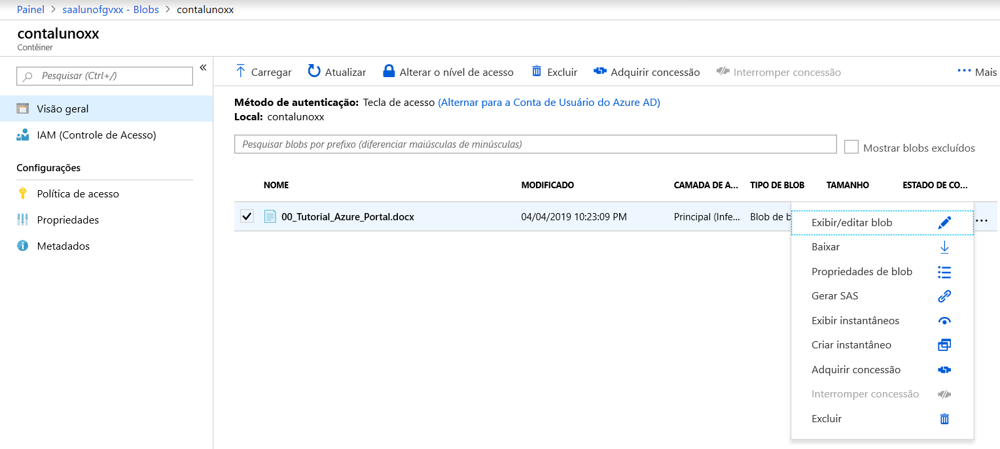 Painel > saalunofgvxx - Blobs > contalunoxx
contalunoxx
Contêiner
Pesquisar (Ctrl+/)
«
Visão geral
IAM (Controle de Acesso)
Configurações
Política de acesso
Propriedades
Metadados
Carregar Atualizar Alterar o nível de acesso Excluir Adquirir concessão Interromper concessão ··· Mais
Método de autenticação: Tecla de acesso (Alternar para a Conta de Usuário do Azure AD)
Local: contalunoxx
Pesquisar blobs por prefixo (diferenciar maiúsculas de minúsculas) Mostrar blobs excluídos
NOME MODIFICADO CAMADA DE A... TIPO DE BLOB TAMANHO ESTADO DE CO...
00_Tutorial_Azure_Portal.docx 04/04/2019 10:23:09 PM Principal (Infe... Blob de b ...
Exibir/editar blob
Baixar
Propriedades de blob
Gerar SAS
Exibir instantâneos
Criar instantâneo
Adquirir concessão
Interromper concessão
Excluir